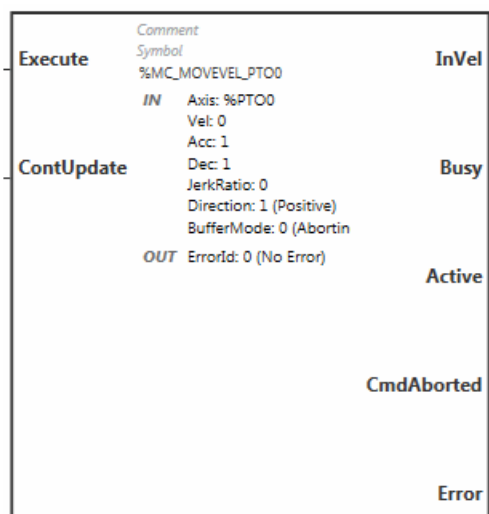 Comment
Execute
Symbol
InVel
%MC_MOVEVEL_PTO0
IN Axis: %PTO0
Vel: 0
Acc: 1
ContUpdate
Dec: 1
Busy
JerkRatio: 0
Direction: 1 (Positive)
BufferMode: 0 (Abortin
OUT ErrorId: 0 (No Error)
Active
CmdAborted
Error